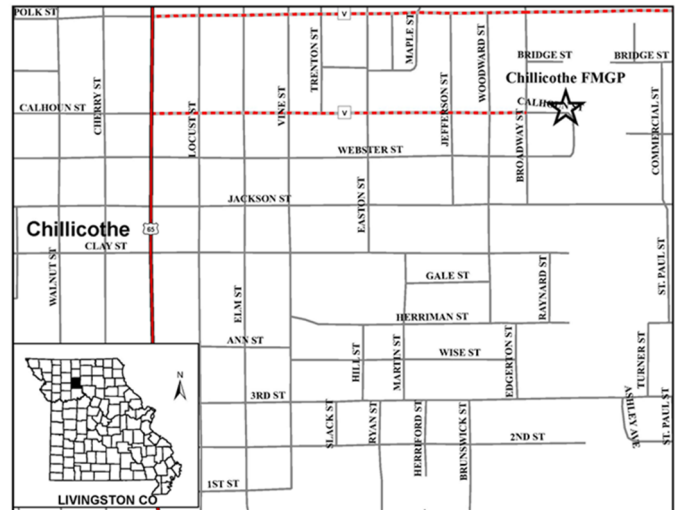 POLK ST
V
MAPLE ST
TRENTON ST
WOODWARD ST
BRIDGE ST
BRIDGE ST
Chillicothe FMGP
CALHOUN ST
CHERRY ST
CALHOUN ST
V
LOCUST ST
VINE ST
JEFFERSON ST
BROADWAY ST
COMMERCIAL ST
WEBSTER ST
JACKSON ST
EASTON ST
Chillicothe
65
CLAY ST
WALNUT ST
ELM ST
GALE ST
RAYNARD ST
ST. PAUL ST
HERRIMAN ST
ANN ST
HILL ST
MARTIN ST
WISE ST
EDGERTON ST
TURNER ST
N
3RD ST
SLACK ST
RYAN ST
HERRIFORD ST
BRUNSWICK ST
2ND ST
ASHLEY AVE
ST. PAUL ST
1ST ST
LIVINGSTON CO